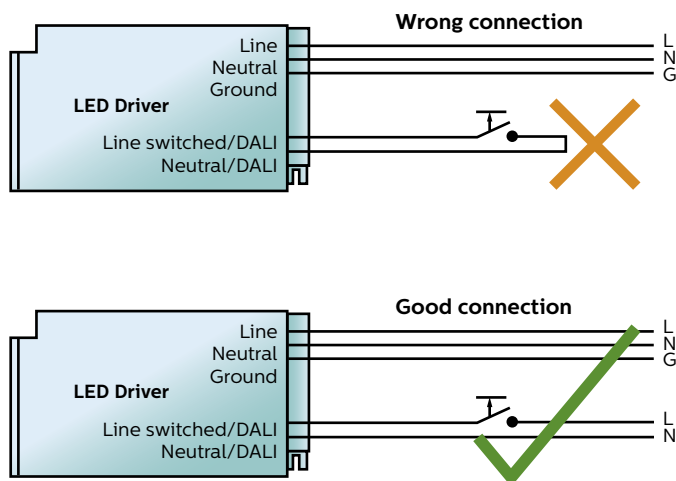 Wrong connection
Line
L
Neutral
N
Ground
G
LED Driver
Line switched/DALI
Neutral/DALI
Good connection
Line
L
Neutral
N
Ground
G
LED Driver
Line switched/DALI
L
Neutral/DALI
N